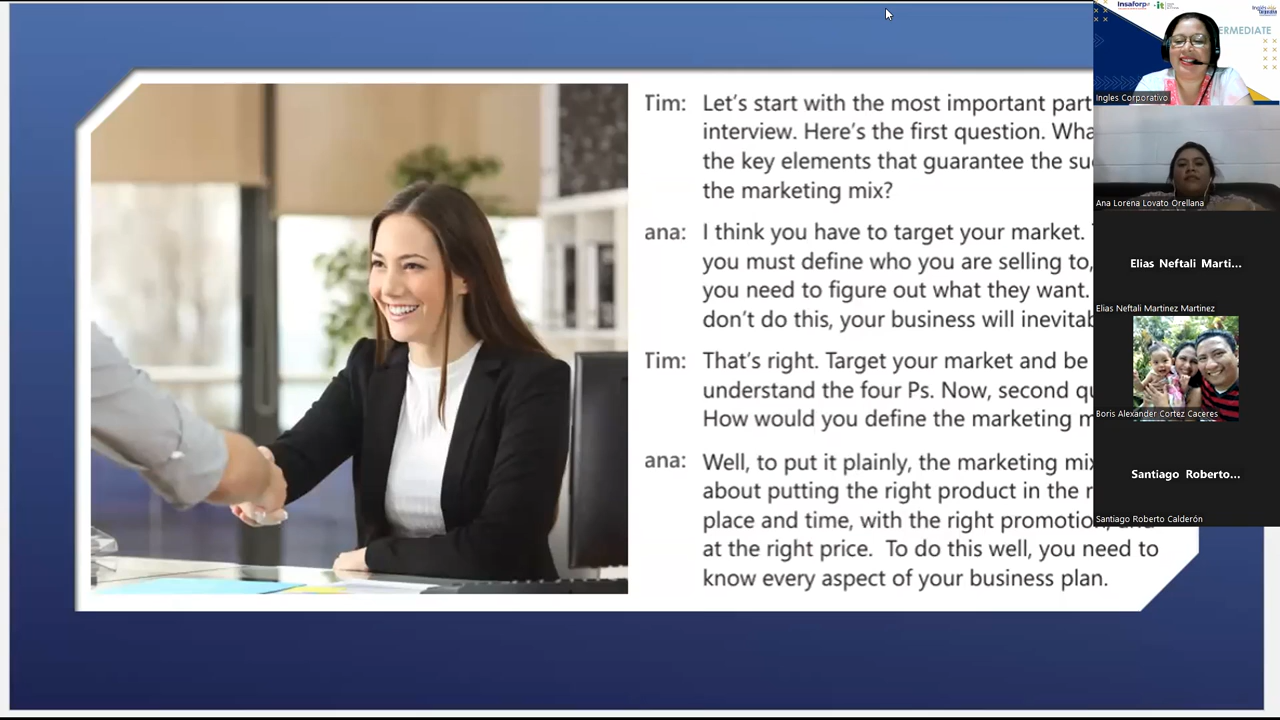 Tim: Let's start with the most important part
interview. Here's the first question.
the key elements that guarantee the
the marketing mix?
ana: I think you have to target your market.
you must define who you are selling to,
you need to figure out what they want.
don't do this, your business will
Tim: That's right. Target your market and be
understand the four Ps. Now, second
How would you define the marketing
ana: Well, to put it plainly, the marketing
about putting the right product in the
place and time, with the right
at the right price. To do this well, you need to
know every aspect of your business plan.
Insaforp
ERMEDIATE
Ingles Corporativo
Ana Lorena Lovato Orellana
Elias Neftali Marti...
Elias Neftali Martinez Martinez
Boris Alexander Cortez Caceres
Santiago Roberto...
Santiago Roberto Calderón